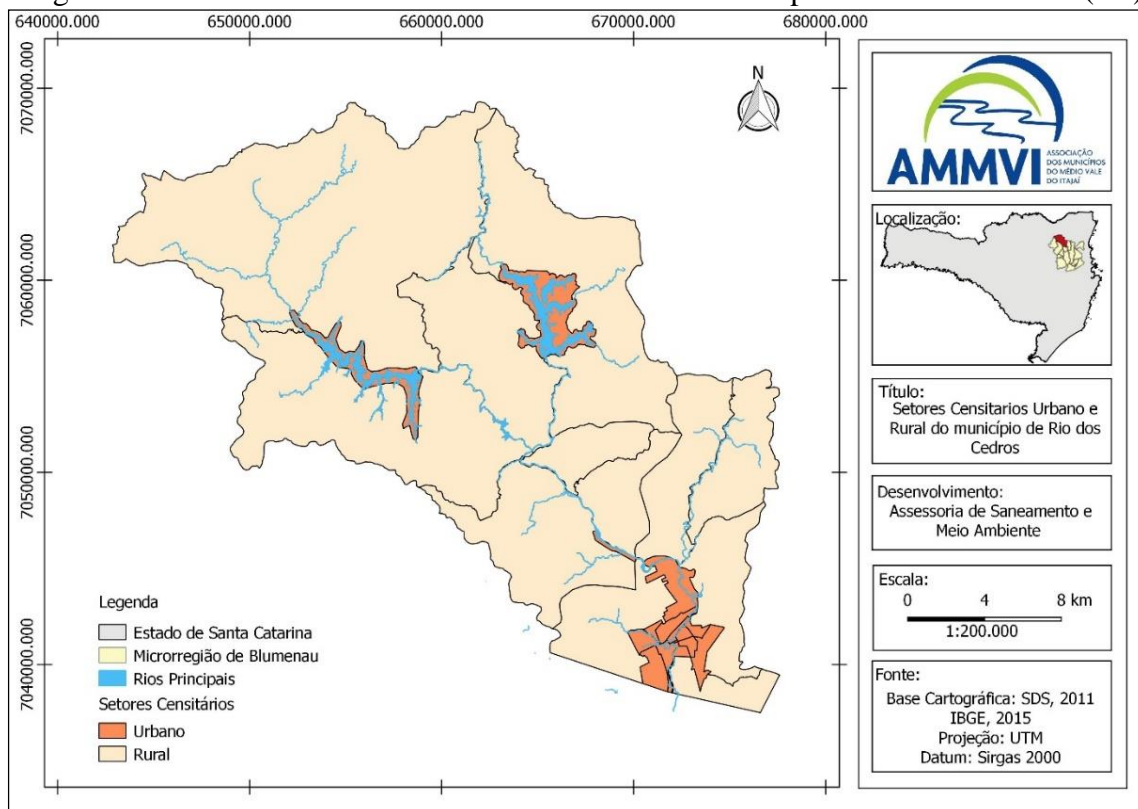 640000.000 650000.000 660000.000 670000.000 680000.000
7070000.000
7060000.000
7050000.000
7040000.000
N
Legenda
Estado de Santa Catarina
Microrregião de Blumenau
Rios Principais
Setores Censitários
Urbano
Rural
AMMVI
ASSOCIAÇÃO
DOS MUNICÍPIOS
DO MÉDIO VALE
DO ITAJAÍ
Localização:
Título:
Setores Censitarios Urbano e
Rural do município de Rio dos
Cedros
Desenvolvimento:
Assessoria de Saneamento e
Meio Ambiente
Escala:
0 4 8 km
1:200.000
Fonte:
Base Cartográfica: SDS, 2011
IBGE, 2015
Projeção: UTM
Datum: Sirgas 2000